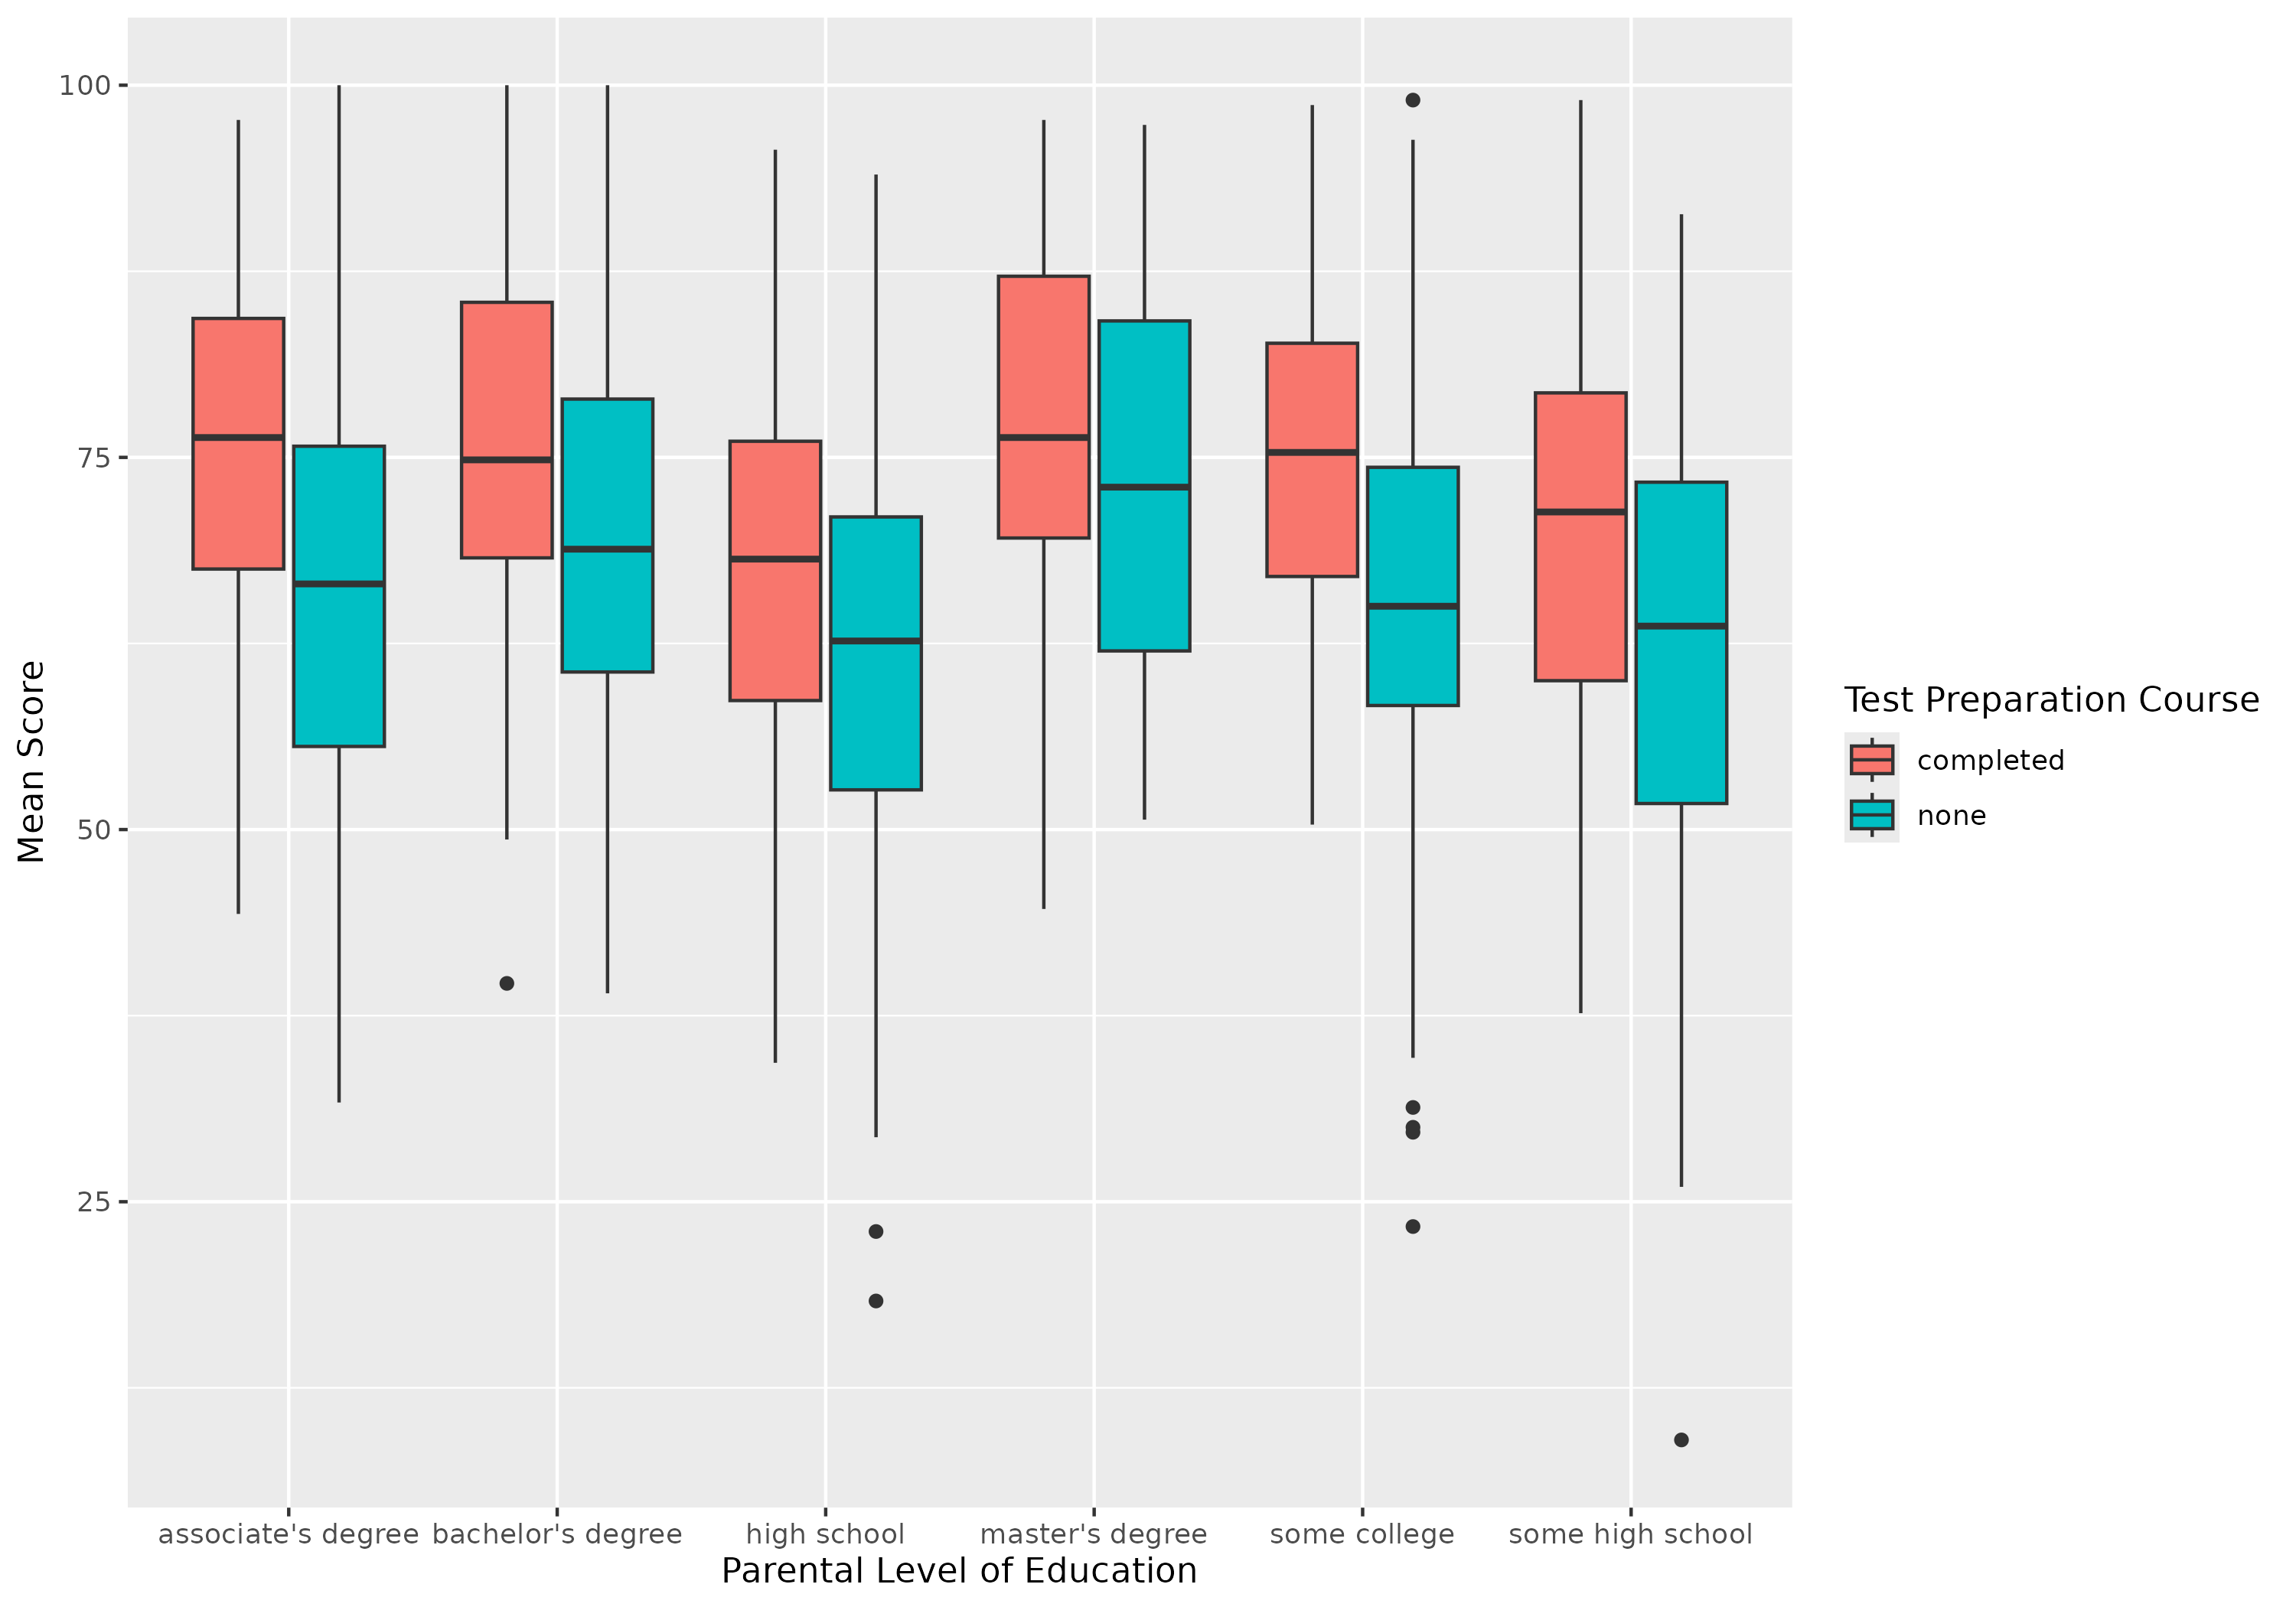 100
75
50
25
Mean Score
associate's degree
bachelor's degree
high school
master's degree
some college
some high school
Parental Level of Education
Test Preparation Course
completed
none